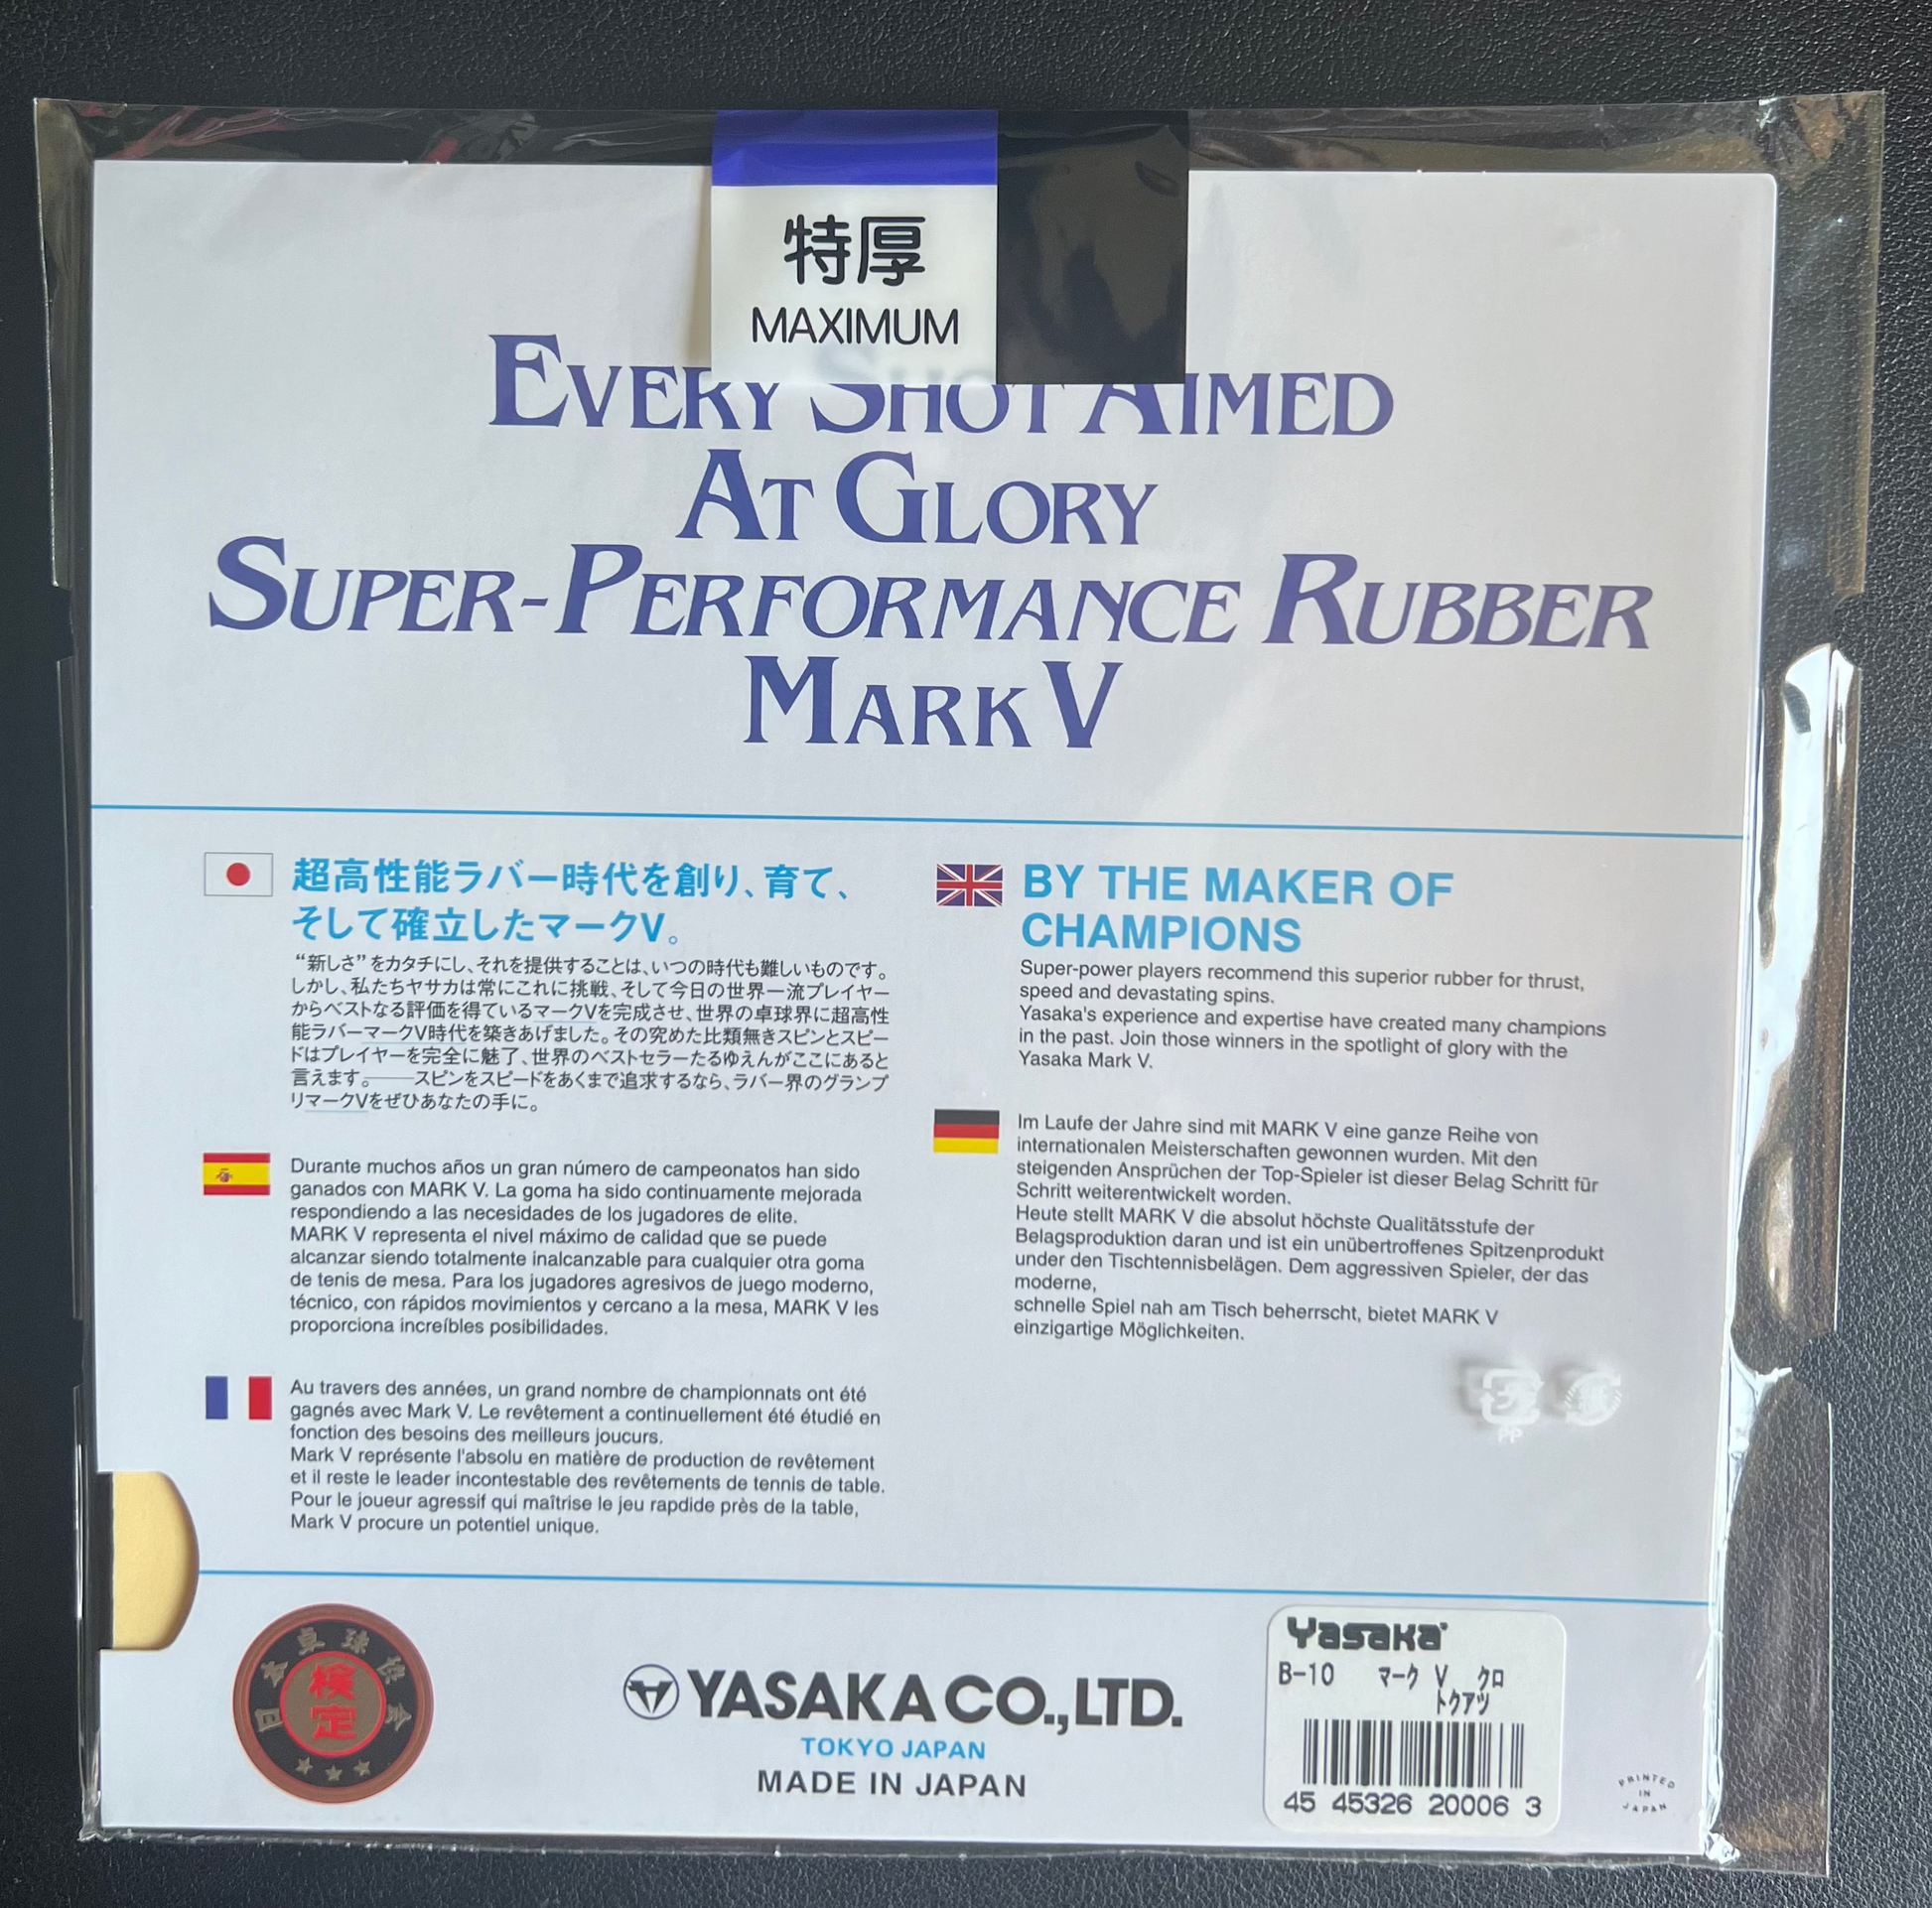 特厚
MAXIMUM
EVERY SHOT AIMED
AT GLORY
SUPER-PERFORMANCE RUBBER
MARK V
超高性能ラバー時代を創り、育て、
そして確立したマークV。
“新しさ”をカタチにし、それを提供することは、いつの時代も難しいものです。
しかし、私たちヤサカは常にこれに挑戦、そして今日の世界一流プレイヤー
からベストなる評価を得ているマークVを完成させ、世界の卓球界に超高性
能ラバーマークV時代を築きあげました。その究めた比類無きスピンとスピー
ドはプレイヤーを完全に魅了、世界のベストセラーたるゆえんがここにあると
言えます。──スピンをスピードをあくまで追求するなら、ラバー界のグランプ
リマークVをぜひあなたの手に。
BY THE MAKER OF
CHAMPIONS
Super-power players recommend this superior rubber for thrust,
speed and devastating spins.
Yasaka's experience and expertise have created many champions
in the past. Join those winners in the spotlight of glory with the
Yasaka Mark V.
Durante muchos años un gran número de campeonatos han sido
ganados con MARK V. La goma ha sido continuamente mejorada
respondiendo a las necesidades de los jugadores de elite.
MARK V representa el nivel máximo de calidad que se puede
alcanzar siendo totalmente inalcanzable para cualquier otra goma
de tenis de mesa. Para los jugadores agresivos de juego moderno,
técnico, con rápidos movimientos y cercano a la mesa, MARK V les
proporciona increíbles posibilidades.
Im Laufe der Jahre sind mit MARK V eine ganze Reihe von
internationalen Meisterschaften gewonnen wurden. Mit den
steigenden Ansprüchen der Top-Spieler ist dieser Belag Schritt für
Schritt weiterentwickelt worden.
Heute stellt MARK V die absolut höchste Qualitätsstufe der
Belagsproduktion daran und ist ein unübertroffenes Spitzenprodukt
under den Tischtennisbelägen. Dem aggressiven Spieler, der das
moderne,
schnelle Spiel nah am Tisch beherrscht, bietet MARK V
einzigartige Möglichkeiten.
Au travers des années, un grand nombre de championnats ont été
gagnés avec Mark V. Le revêtement a continuellement été étudié en
fonction des besoins des meilleurs joucurs.
Mark V représente l'absolu en matière de production de revêtement
et il reste le leader incontestable des revêtements de tennis de table.
Pour le joueur agressif qui maîtrise le jeu rapdide près de la table,
Mark V procure un potentiel unique.
プラ
PP
紙
日本卓球協会
検定
YASAKA CO.,LTD.
TOKYO JAPAN
MADE IN JAPAN
Yasaka
B-10 マーク V クロ
トクアツ
45 45326 20006 3
PRINTED
IN
JAPAN